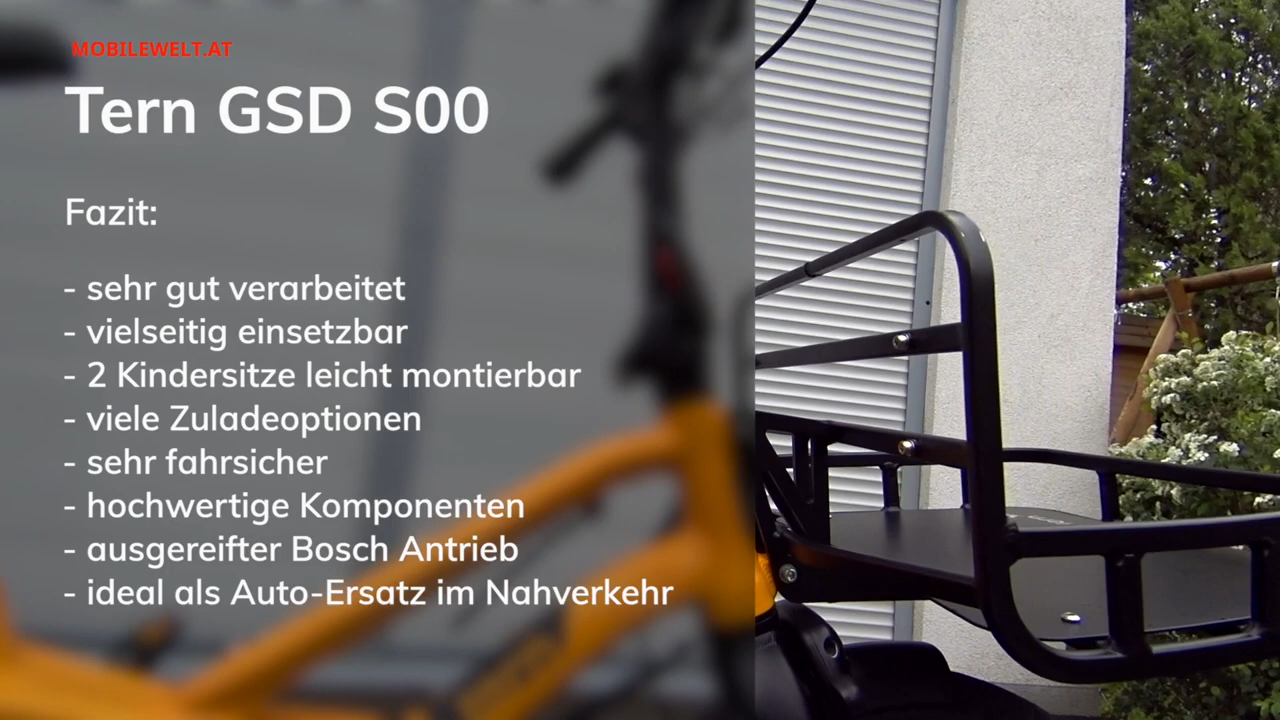 MOBILEWELT.AT
Tern GSD S00
Fazit:
- sehr gut verarbeitet
- vielseitig einsetzbar
- 2 Kindersitze leicht montierbar
- viele Zuladeoptionen
- sehr fahrsicher
- hochwertige Komponenten
- ausgereifter Bosch Antrieb
- ideal als Auto-Ersatz im Nahverkehr